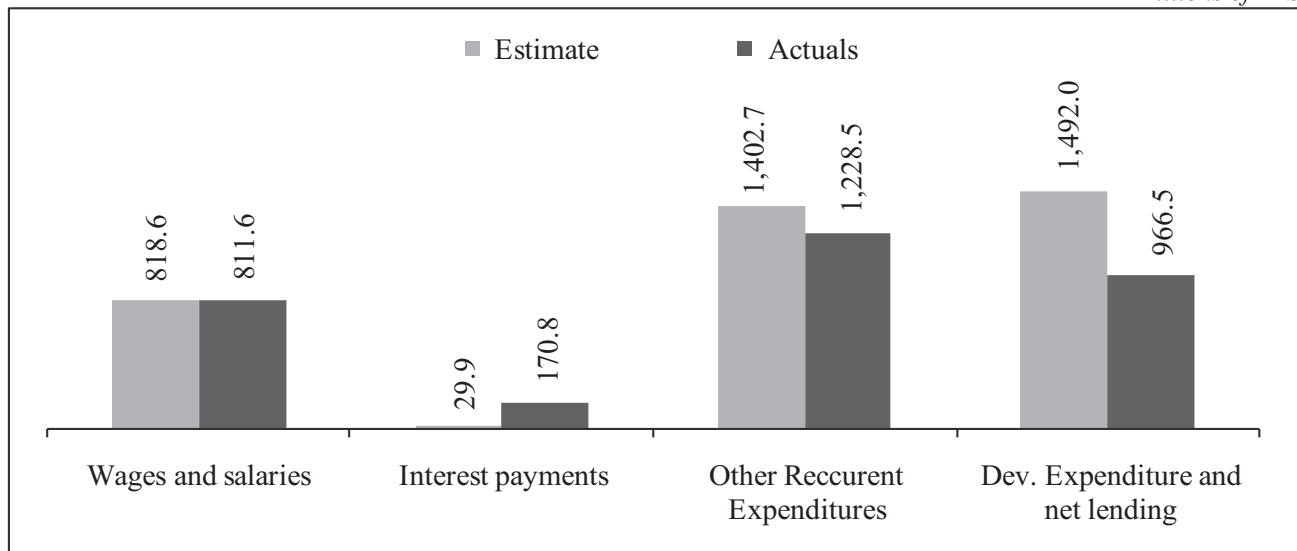 Estimate Actuals
818.6
811.6
29.9
170.8
1,402.7
1,228.5
1,492.0
966.5
Wages and salaries
Interest payments
Other Reccurent
Expenditures
Dev. Expenditure and
net lending